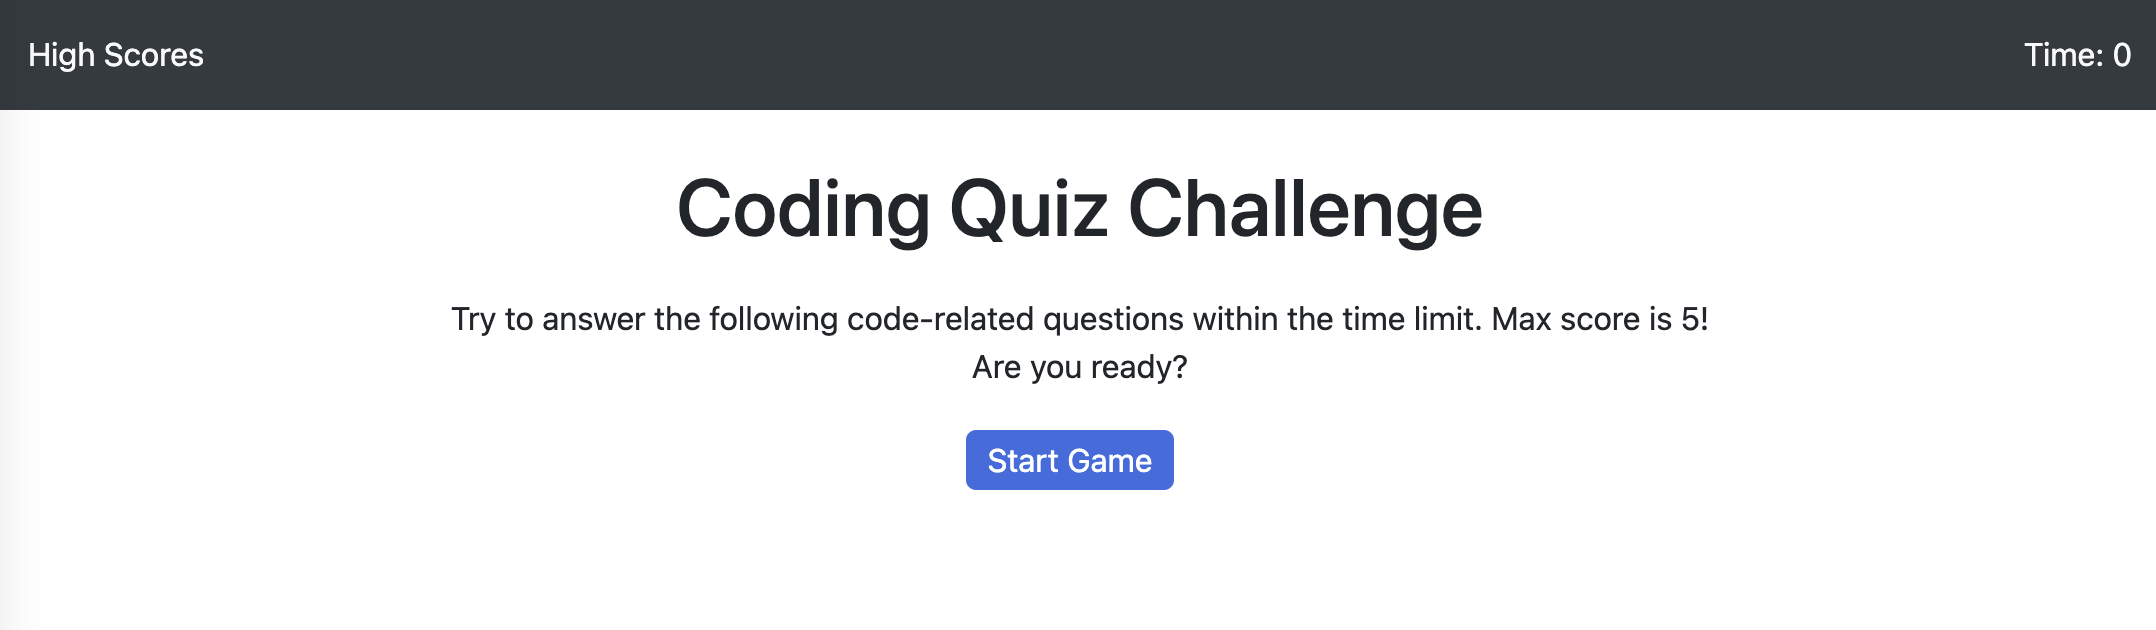 High Scores
Time: 0
Coding Quiz Challenge
Try to answer the following code-related questions within the time limit. Max score is 5!
Are you ready?
Start Game